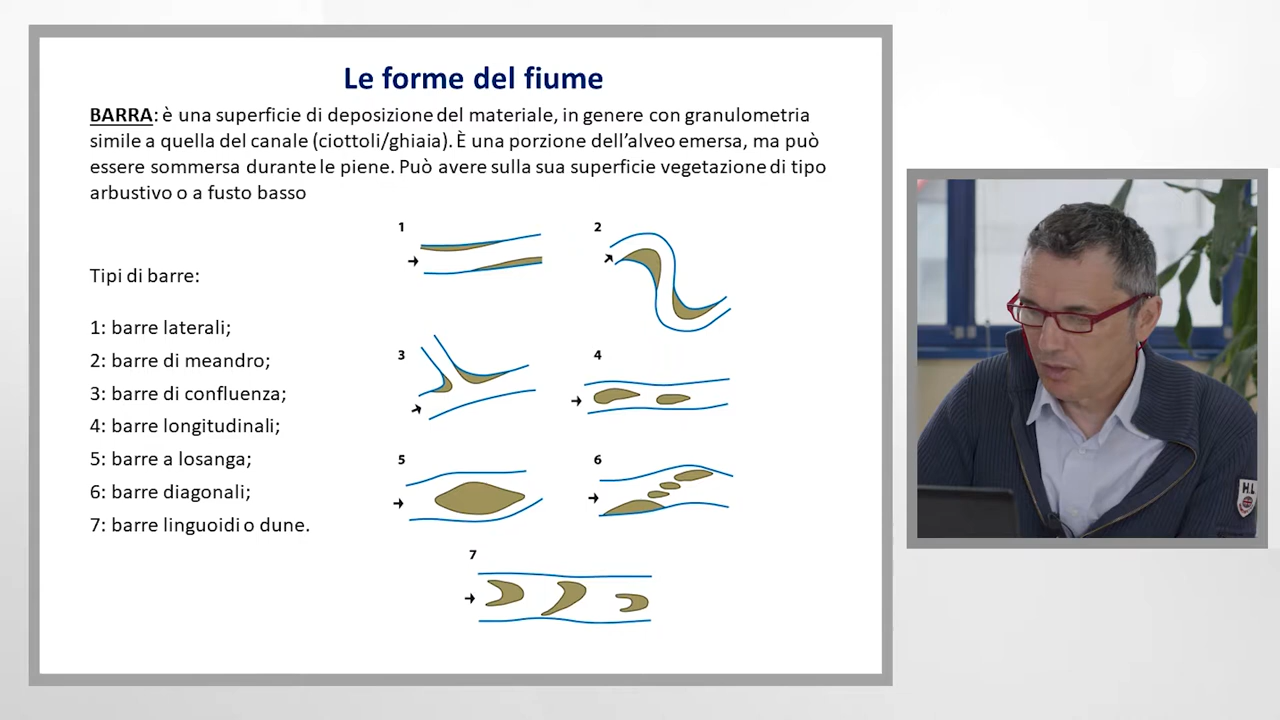 Le forme del fiume
BARRA: è una superficie di deposizione del materiale, in genere con granulometria
simile a quella del canale (ciottoli/ghiaia). È una porzione dell’alveo emersa, ma può
essere sommersa durante le piene. Può avere sulla sua superficie vegetazione di tipo
arbustivo o a fusto basso
Tipi di barre:
1: barre laterali;
2: barre di meandro;
3: barre di confluenza;
4: barre longitudinali;
5: barre a losanga;
6: barre diagonali;
7: barre linguoidi o dune.
1
2
3
4
5
6
7
H.L